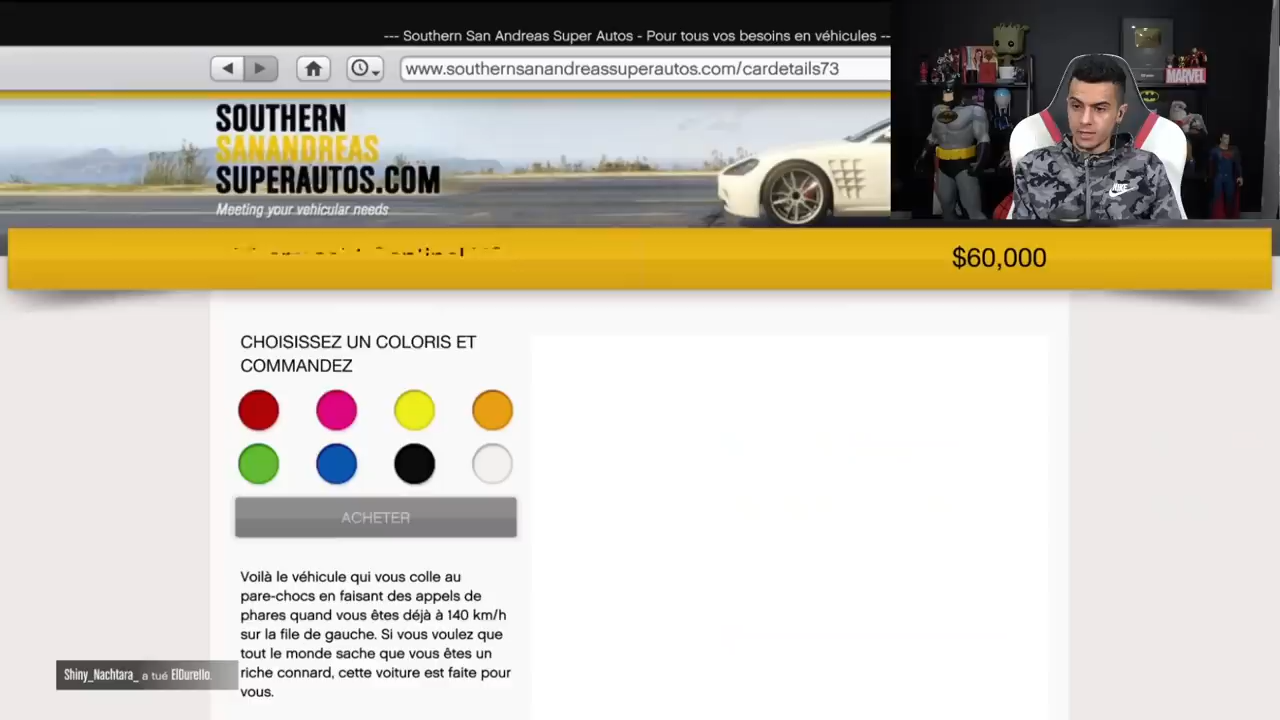 --- Southern San Andreas Super Autos - Pour tous vos besoins en véhicules --
www.southernsanandreassuperautos.com/cardetails73
SOUTHERN
SANANDREAS
SUPERAUTOS.COM
Meeting your vehicular needs
MARVEL
NIKE
$60,000
CHOISISSEZ UN COLORIS ET
COMMANDEZ
ACHETER
Voilà le véhicule qui vous colle au
pare-chocs en faisant des appels de
phares quand vous êtes déjà à 140 km/h
sur la file de gauche. Si vous voulez que
tout le monde sache que vous êtes un
riche connard, cette voiture est faite pour
vous.
Shiny_Nachtara_ a tué ElDurello.